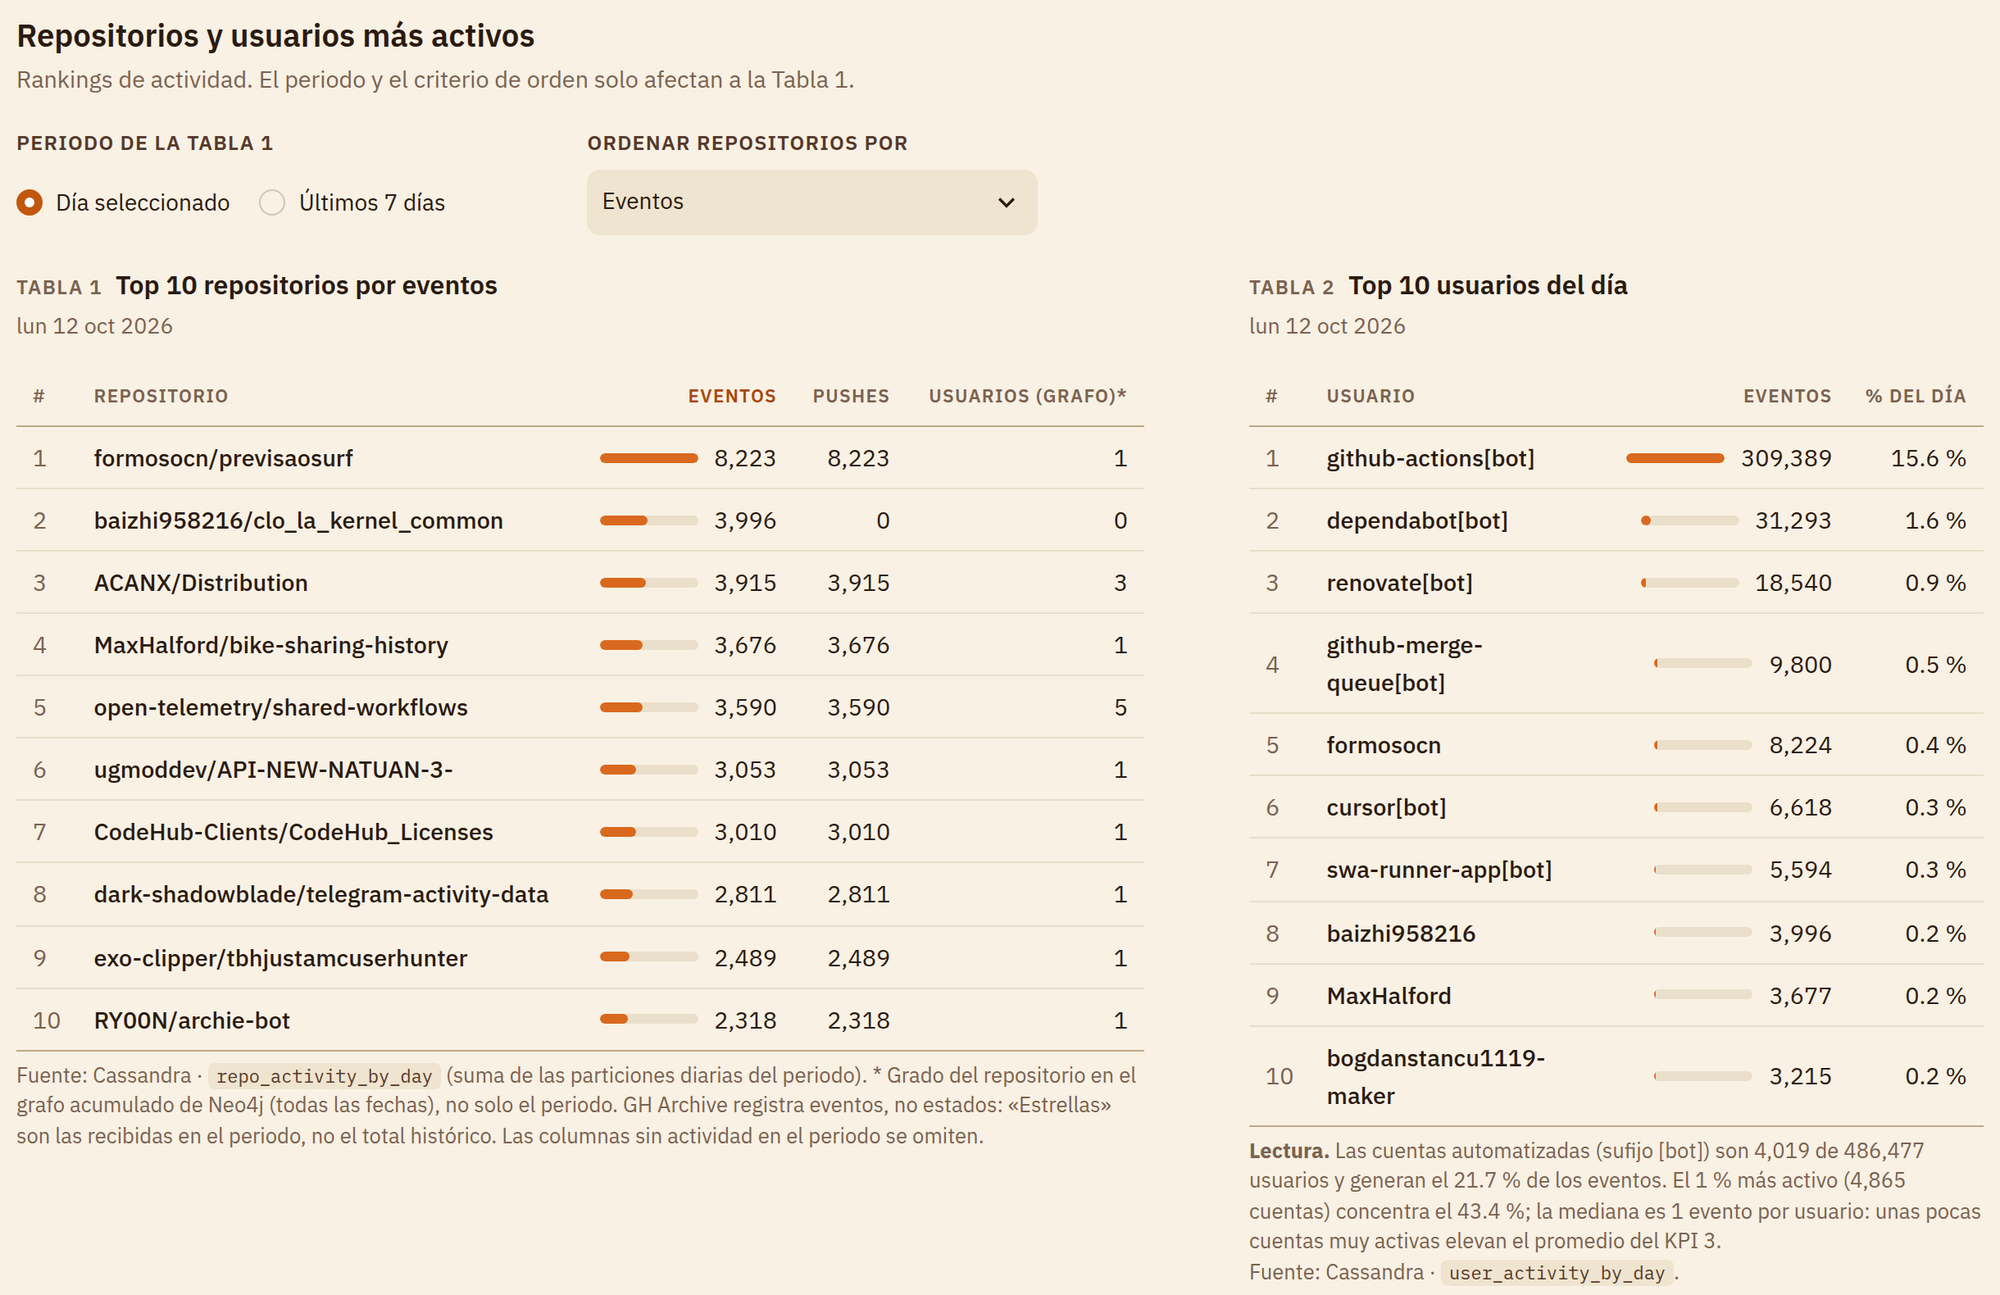 Repositorios y usuarios más activos
Rankings de actividad. El periodo y el criterio de orden solo afectan a la Tabla 1.
PERIODO DE LA TABLA 1
Día seleccionado Últimos 7 días
ORDENAR REPOSITORIOS POR
Eventos
TABLA 1 Top 10 repositorios por eventos
lun 12 oct 2026
# REPOSITORIO EVENTOS PUSHES USUARIOS (GRAFO)*
1 formosocn/previsaosurf 8,223 8,223 1
2 baizhi958216/clo_la_kernel_common 3,996 0 0
3 ACANX/Distribution 3,915 3,915 3
4 MaxHalford/bike-sharing-history 3,676 3,676 1
5 open-telemetry/shared-workflows 3,590 3,590 5
6 ugmoddev/API-NEW-NATUAN-3- 3,053 3,053 1
7 CodeHub-Clients/CodeHub_Licenses 3,010 3,010 1
8 dark-shadowblade/telegram-activity-data 2,811 2,811 1
9 exo-clipper/tbhjustamcuserhunter 2,489 2,489 1
10 RY00N/archie-bot 2,318 2,318 1
Fuente: Cassandra · repo_activity_by_day (suma de las particiones diarias del periodo). * Grado del repositorio en el
grafo acumulado de Neo4j (todas las fechas), no solo el periodo. GH Archive registra eventos, no estados: «Estrellas»
son las recibidas en el periodo, no el total histórico. Las columnas sin actividad en el periodo se omiten.
TABLA 2 Top 10 usuarios del día
lun 12 oct 2026
# USUARIO EVENTOS % DEL DÍA
1 github-actions[bot] 309,389 15.6 %
2 dependabot[bot] 31,293 1.6 %
3 renovate[bot] 18,540 0.9 %
4 github-merge-
queue[bot] 9,800 0.5 %
5 formosocn 8,224 0.4 %
6 cursor[bot] 6,618 0.3 %
7 swa-runner-app[bot] 5,594 0.3 %
8 baizhi958216 3,996 0.2 %
9 MaxHalford 3,677 0.2 %
10 bogdanstancu1119-
maker 3,215 0.2 %
Lectura. Las cuentas automatizadas (sufijo [bot]) son 4,019 de 486,477
usuarios y generan el 21.7 % de los eventos. El 1 % más activo (4,865
cuentas) concentra el 43.4 %; la mediana es 1 evento por usuario: unas pocas
cuentas muy activas elevan el promedio del KPI 3.
Fuente: Cassandra · user_activity_by_day.